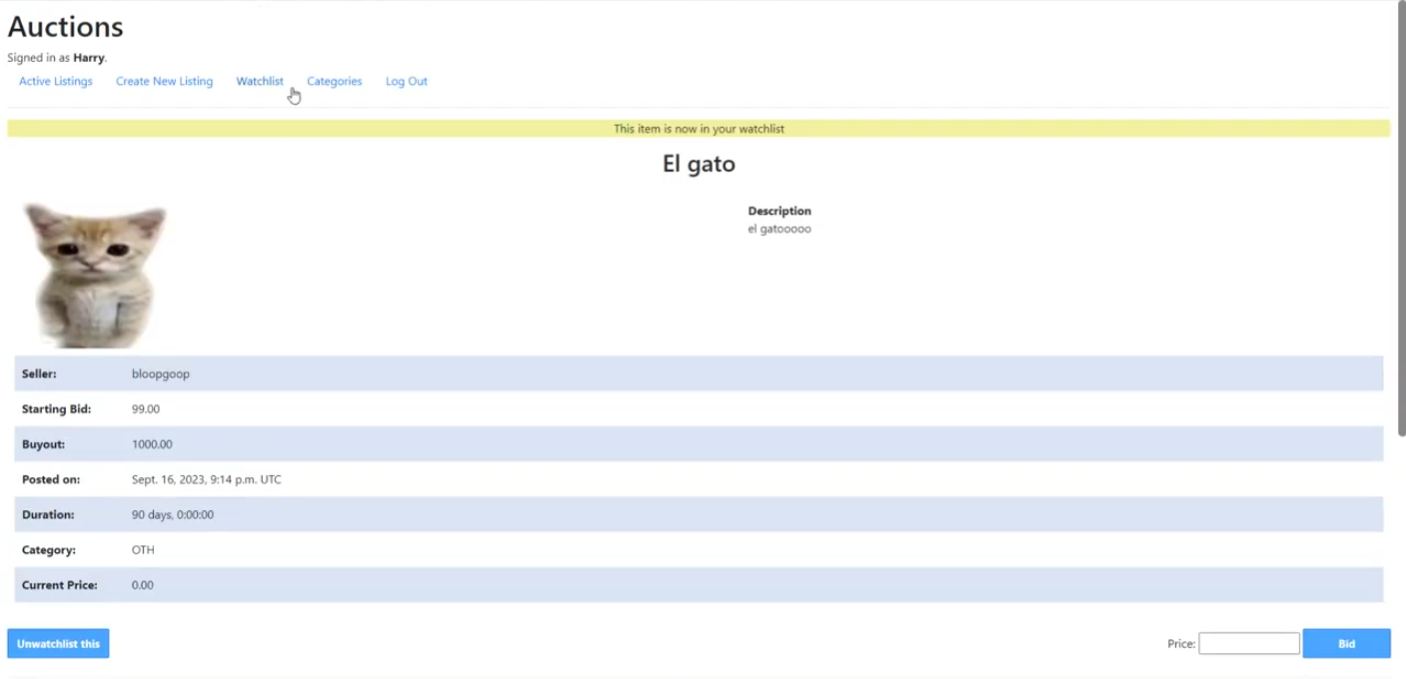 Auctions
Signed in as Harry.
Active Listings Create New Listing Watchlist Categories Log Out
This item is now in your watchlist
El gato
Description
el gatooooo
Seller: bloopgoop
Starting Bid: 99.00
Buyout: 1000.00
Posted on: Sept. 16, 2023, 9:14 p.m. UTC
Duration: 90 days, 0:00:00
Category: OTH
Current Price: 0.00
Unwatchlist this Price: Bid